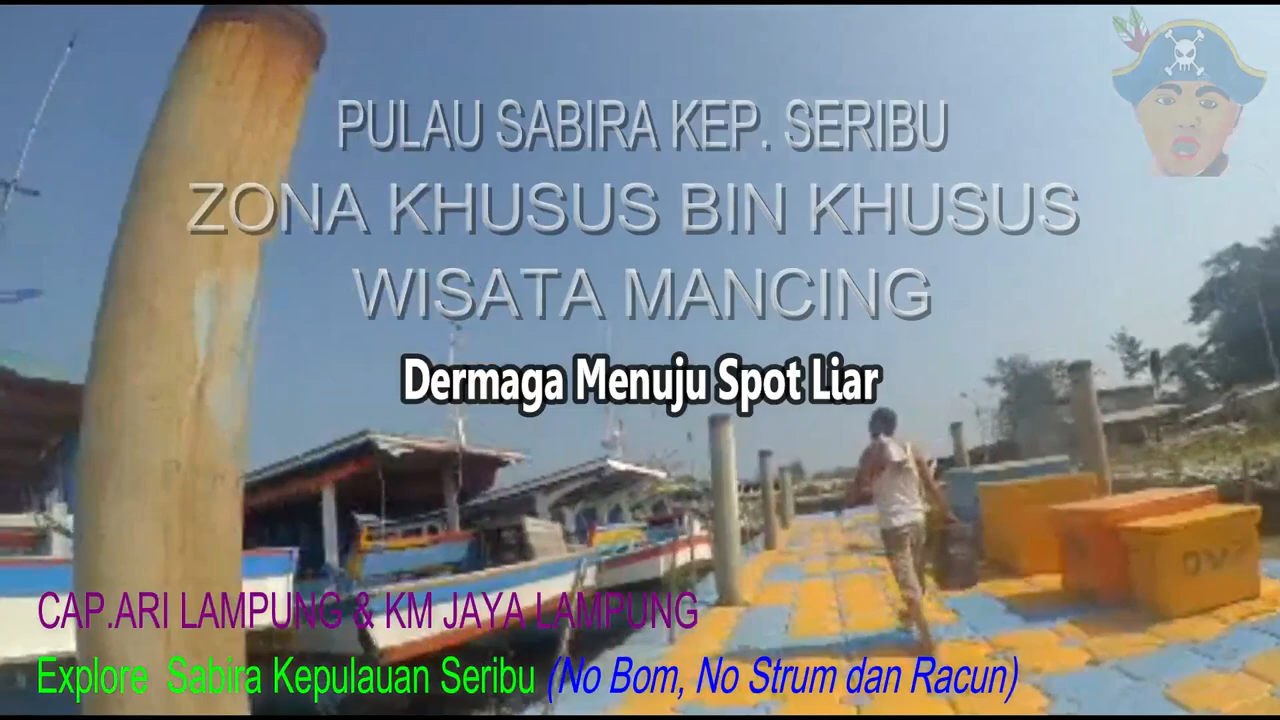 PULAU SABIRA KEP. SERIBU
ZONA KHUSUS BIN KHUSUS
WISATA MANCING
Dermaga Menuju Spot Liar
CAP.ARI LAMPUNG & KM JAYA LAMPUNG
Explore Sabira Kepulauan Seribu (No Bom, No Strum dan Racun)